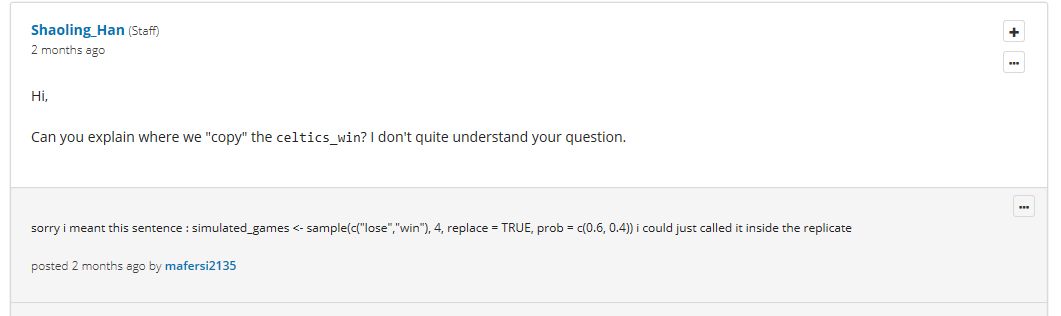 Shaoling_Han (Staff)
2 months ago
Hi,
Can you explain where we "copy" the celtics_win? I don't quite understand your question.
sorry i meant this sentence : simulated_games <- sample(c("lose","win"), 4, replace = TRUE, prob = c(0.6, 0.4)) i could just called it inside the replicate
posted 2 months ago by mafersi2135